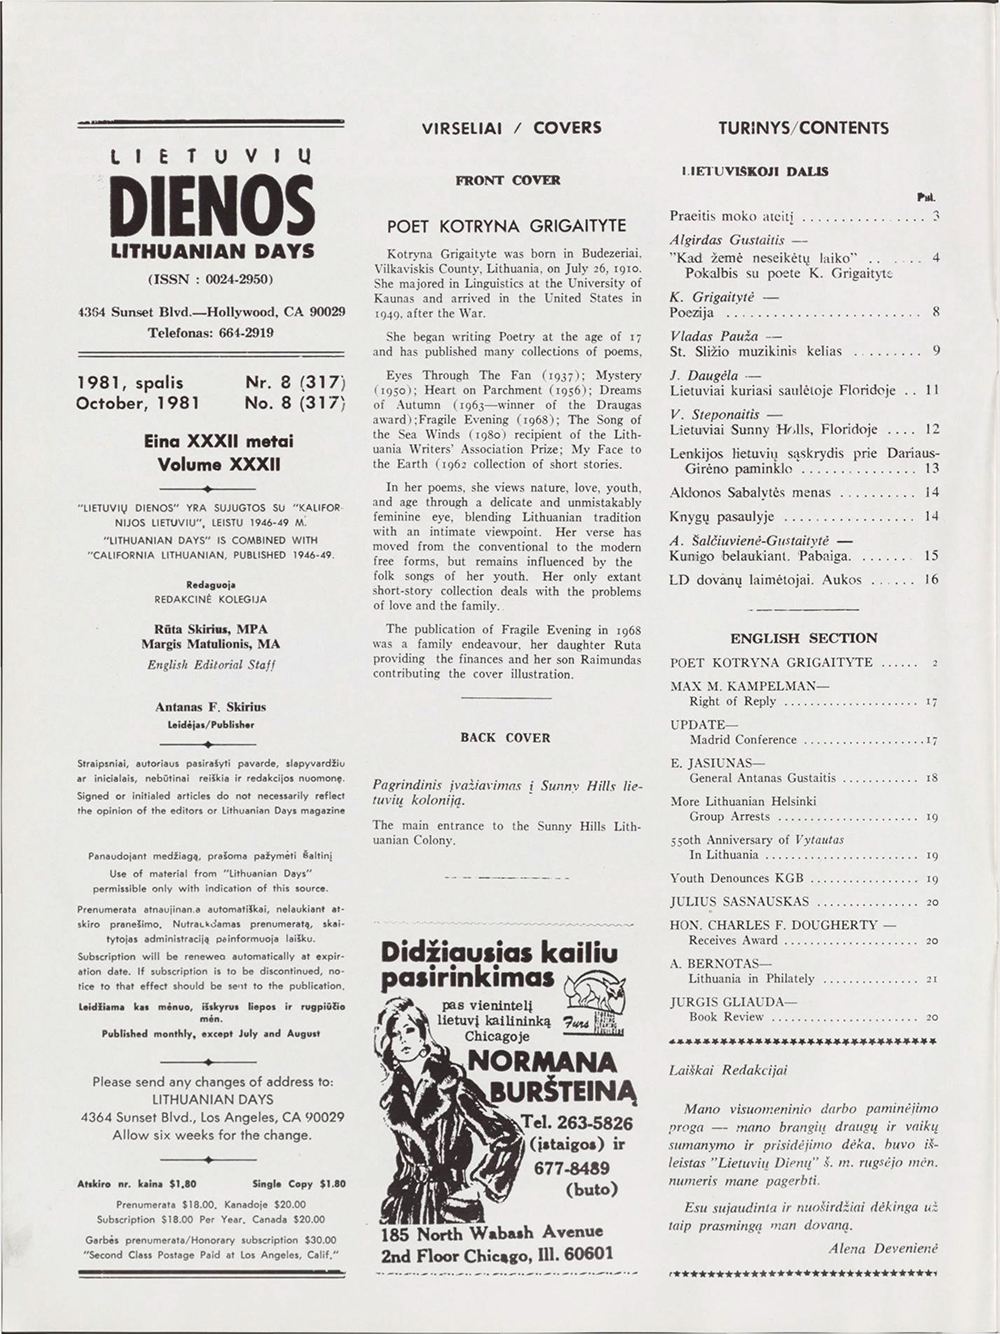 LIETUVIŲ
DIENOS
LITHUANIAN DAYS
(ISSN : 0024-2950)
4364 Sunset Blvd.—Hollywood, CA 90029
Telefonas: 664-2919
1981, spalis Nr. 8 (317)
October, 1981 No. 8 (317)
Eina XXXII metai
Volume XXXII
"LIETUVIŲ DIENOS" YRA SUJUGTOS SU "KALIFOR
NIJOS LIETUVIU", LEISTU 1946-49 M.
"LITHUANIAN DAYS" IS COMBINED WITH
"CALIFORNIA LITHUANIAN, PUBLISHED 1946-49.
Redaguoja
REDAKCINĖ KOLEGIJA
Rūta Skirius, MPA
Margis Matulionis, MA
English Editorial Staff
Antanas F. Skirius
Leidėjas/Publisher
Straipsniai, autoriaus pasirašyti pavarde, slapyvardžiu
ar inicialais, nebūtinai reiškia ir redakcijos nuomonę.
Signed or initialed articles do not necessarily reflect
the opinion of the editors or Lithuanian Days magazine
Panaudojant medžiagą, prašoma pažymėti šaltinį
Use of material from "Lithuanian Days"
permissible only with indication of this source.
Prenumerata atnaujinan.a automatiškai, nelaukiant at-
skiro pranešimo. Nutraukdamas prenumeratą, skai-
tytojas administraciją painformuoja laišku.
Subscription will be renewed automatically at expir-
ation date. If subscription is to be discontinued, no-
tice to that effect should be sent to the publication.
Leidžiama kas mėnuo, išskyrus liepos ir rugpiūčio
mėn.
Published monthly, except July and August
Please send any changes of address to:
LITHUANIAN DAYS
4364 Sunset Blvd., Los Angeles, CA 90029
Allow six weeks for the change.
Atskiro nr. kaina $1,80 Single Copy $1.80
Prenumerata $18.00, Kanadoje $20.00
Subscription $18.00 Per Year, Canada $20.00
Garbės prenumerata/Honorary subscription $30.00
"Second Class Postage Paid at Los Angeles, Calif."
VIRSELIAI / COVERS
FRONT COVER
POET KOTRYNA GRIGAITYTE
Kotryna Grigaityte was born in Budezeriai,
Vilkaviskis County, Lithuania, on July 26, 1910.
She majored in Linguistics at the University of
Kaunas and arrived in the United States in
1949, after the War.
She began writing Poetry at the age of 17
and has published many collections of poems,
Eyes Through The Fan (1937); Mystery
(1950); Heart on Parchment (1956); Dreams
of Autumn (1963—winner of the Draugas
award);Fragile Evening (1968); The Song of
the Sea Winds (1980) recipient of the Lith-
uania Writers' Association Prize; My Face to
the Earth (1962 collection of short stories.
In her poems, she views nature, love, youth,
and age through a delicate and unmistakably
feminine eye, blending Lithuanian tradition
with an intimate viewpoint. Her verse has
moved from the conventional to the modern
free forms, but remains influenced by the
folk songs of her youth. Her only extant
short-story collection deals with the problems
of love and the family.
The publication of Fragile Evening in 1968
was a family endeavour, her daughter Ruta
providing the finances and her son Raimundas
contributing the cover illustration.
BACK COVER
Pagrindinis įvažiavimas į Sunny Hills lie-
tuvių koloniją.
The main entrance to the Sunny Hills Lith-
uanian Colony.
Didžiausias kailiu
pasirinkimas
pas vienintelį
lietuvį kailininką
Chicagoje
Furs
NORMANA
BURŠTEINĄ
Tel. 263-5826
(įstaigos) ir
677-8489
(buto)
185 North Wabash Avenue
2nd Floor Chicago, Ill. 60601
TURINYS/CONTENTS
LIETUVIŠKOJI DALIS
Psl.
Praeitis moko ateitį ................ 3
Algirdas Gustaitis —
"Kad žemė neseikėtų laiko" ...... 4
Pokalbis su poete K. Grigaitytė
K. Grigaitytė —
Poezija ......................... 8
Vladas Pauža —
St. Sližio muzikinis kelias ......... 9
J. Daugėla —
Lietuviai kuriasi saulėtoje Floridoje .. 11
V. Steponaitis —
Lietuviai Sunny Hills, Floridoje .... 12
Lenkijos lietuvių sąskrydis prie Dariaus-
Girėno paminklo ............... 13
Aldonos Sabalytės menas .......... 14
Knygų pasaulyje ................. 14
A. Šalčiuvienė-Gustaitytė —
Kunigo belaukiant. Pabaiga. ....... 15
LD dovanų laimėtojai. Aukos ...... 16
ENGLISH SECTION
POET KOTRYNA GRIGAITYTE ...... 2
MAX M. KAMPELMAN—
Right of Reply ..................... 17
UPDATE—
Madrid Conference ...................17
E. JASIUNAS—
General Antanas Gustaitis ............ 18
More Lithuanian Helsinki
Group Arrests ..................... 19
550th Anniversary of Vytautas
In Lithuania ........................ 19
Youth Denounces KGB ................. 19
JULIUS SASNAUSKAS ................ 20
HON. CHARLES F. DOUGHERTY —
Receives Award ..................... 20
A. BERNOTAS—
Lithuania in Philately ............... 21
JURGIS GLIAUDA—
Book Review ....................... 20
Laiškai Redakcijai
Mano visuomeninio darbo paminėjimo
proga — mano brangių draugų ir vaikų
sumanymo ir prisidėjimo dėka, buvo iš-
leistas "Lietuvių Dienų" š. m. rugsėjo mėn.
numeris mane pagerbti.
Esu sujaudinta ir nuoširdžiai dėkinga už
taip prasmingą man dovaną.
Alena Devenienė